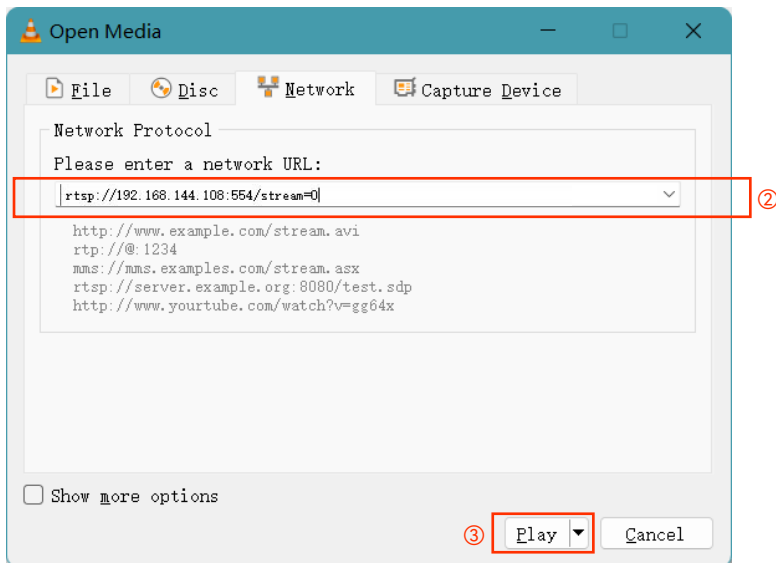 Open Media
File Disc Network Capture Device
Network Protocol
Please enter a network URL:
rtsp://192.168.144.108:554/stream=0
②
http://www.example.com/stream.avi
rtp://@:1234
mms://mms.examples.com/stream.asx
rtsp://server.example.org:8080/test.sdp
http://www.yourtube.com/watch?v=gg64x
Show more options
③ Play Cancel